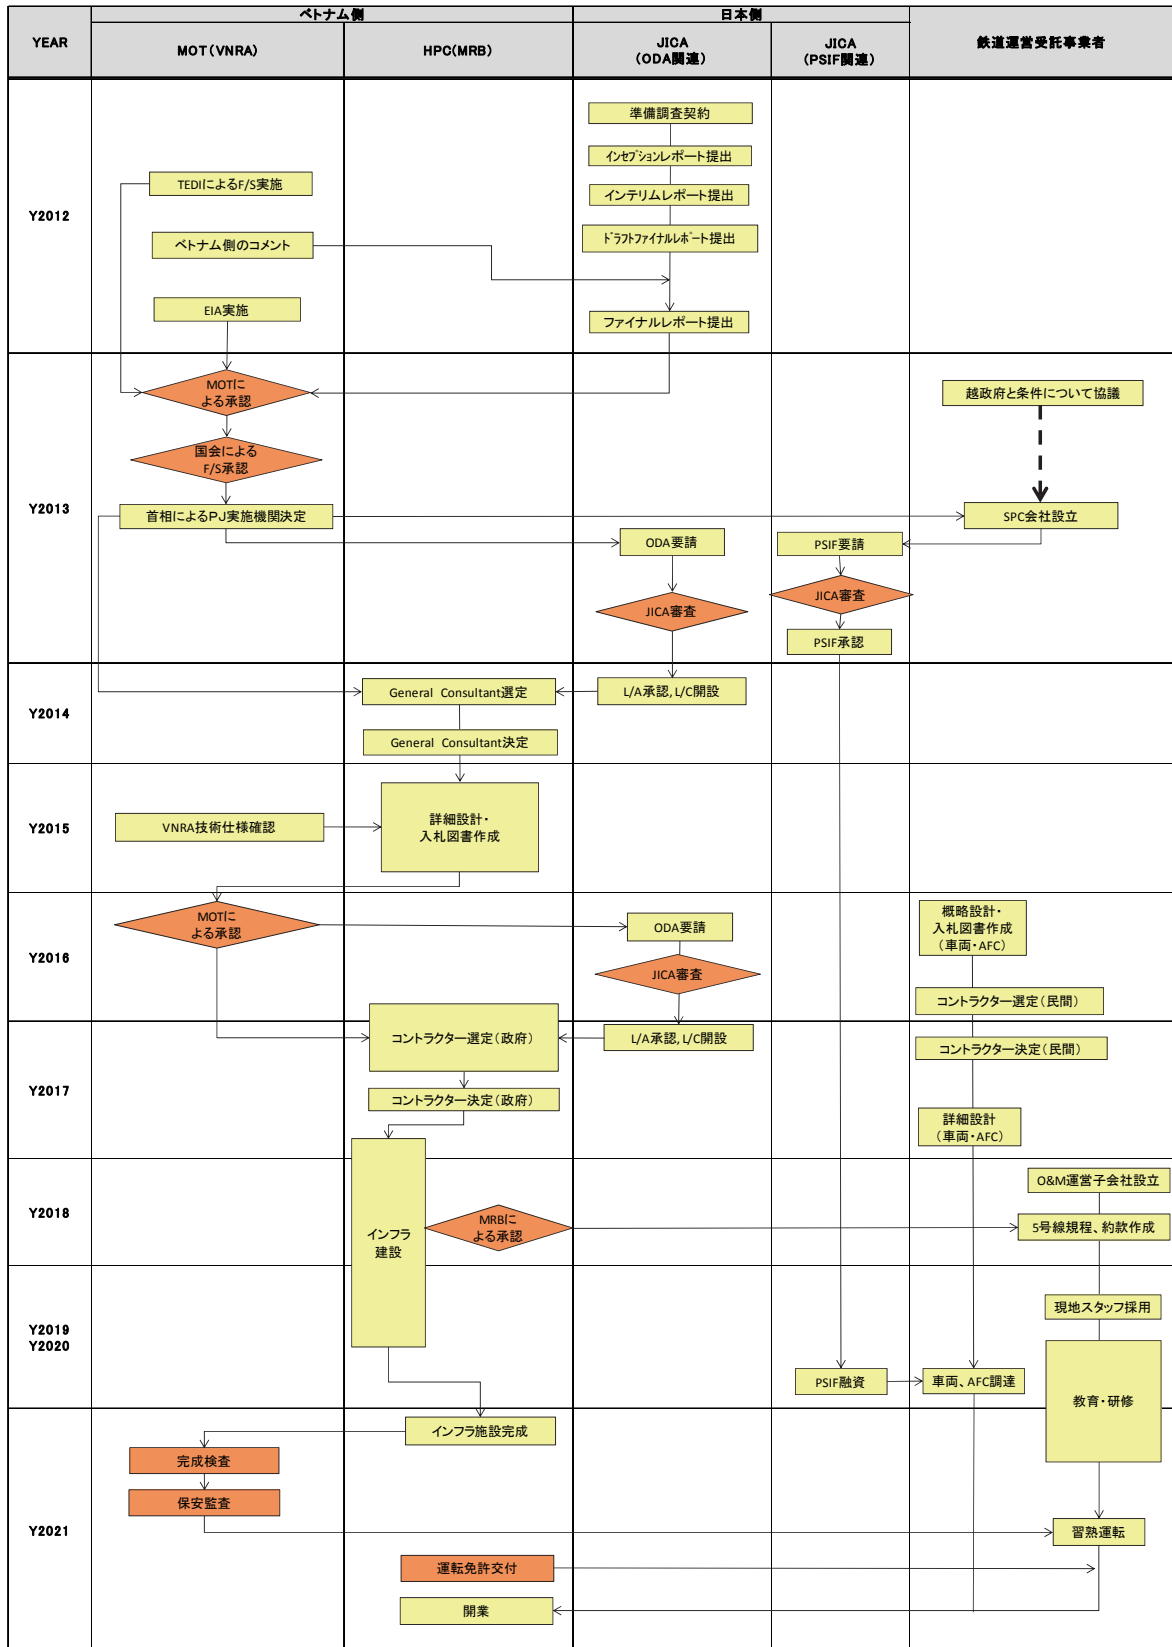 YEAR
ベトナム側
日本側
鉄道運営受託事業者
MOT(VNRA)
HPC(MRB)
JICA
(ODA関連)
JICA
(PSIF関連)
Y2012
準備調査契約
インセプションレポート提出
TEDIによるF/S実施
インテリムレポート提出
ベトナム側のコメント
ドラフトファイナルレポート提出
EIA実施
ファイナルレポート提出
Y2013
MOTに
よる承認
越政府と条件について協議
国会による
F/S承認
首相によるPJ実施機関決定
SPC会社設立
ODA要請
PSIF要請
JICA審査
JICA審査
PSIF承認
Y2014
General Consultant選定
L/A承認,L/C開設
General Consultant決定
Y2015
VNRA技術仕様確認
詳細設計・
入札図書作成
Y2016
MOTに
よる承認
ODA要請
概略設計・
入札図書作成
(車両・AFC)
JICA審査
コントラクター選定(民間)
Y2017
コントラクター選定(政府)
L/A承認,L/C開設
コントラクター決定(民間)
コントラクター決定(政府)
詳細設計
(車両・AFC)
Y2018
インフラ
建設
MRBに
よる承認
O&M運営子会社設立
5号線規程、約款作成
Y2019
Y2020
現地スタッフ採用
PSIF融資
車両、AFC調達
教育・研修
Y2021
インフラ施設完成
完成検査
保安監査
習熟運転
運転免許交付
開業